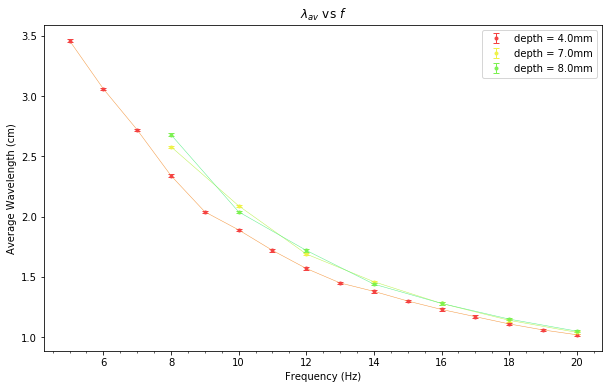 λav vs f
depth = 4.0mm
depth = 7.0mm
depth = 8.0mm
Average Wavelength (cm)
3.5
3.0
2.5
2.0
1.5
1.0
6 8 10 12 14 16 18 20
Frequency (Hz)